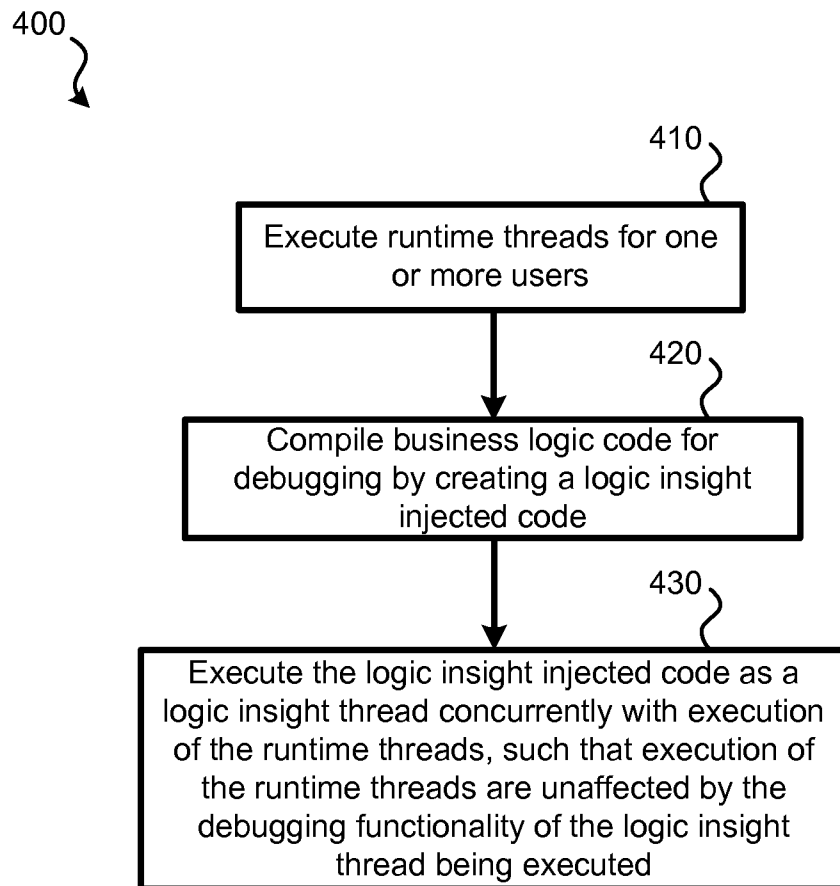 400
410
Execute runtime threads for one
or more users
420
Compile business logic code for
debugging by creating a logic insight
injected code
430
Execute the logic insight injected code as a
logic insight thread concurrently with execution
of the runtime threads, such that execution of
the runtime threads are unaffected by the
debugging functionality of the logic insight
thread being executed